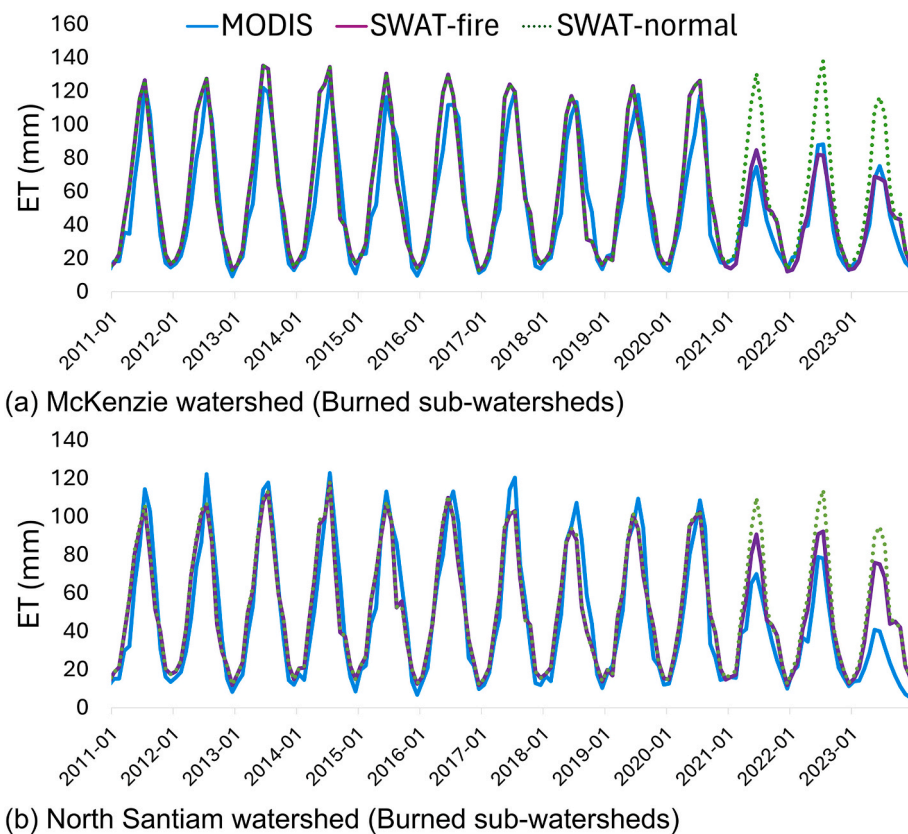 MODIS SWAT-fire SWAT-normal
160
140
120
100
80
60
40
20
0
ET (mm)
2011-01 2012-01 2013-01 2014-01 2015-01 2016-01 2017-01 2018-01 2019-01 2020-01 2021-01 2022-01 2023-01
(a) McKenzie watershed (Burned sub-watersheds)
140
120
100
80
60
40
20
0
ET (mm)
2011-01 2012-01 2013-01 2014-01 2015-01 2016-01 2017-01 2018-01 2019-01 2020-01 2021-01 2022-01 2023-01
(b) North Santiam watershed (Burned sub-watersheds)